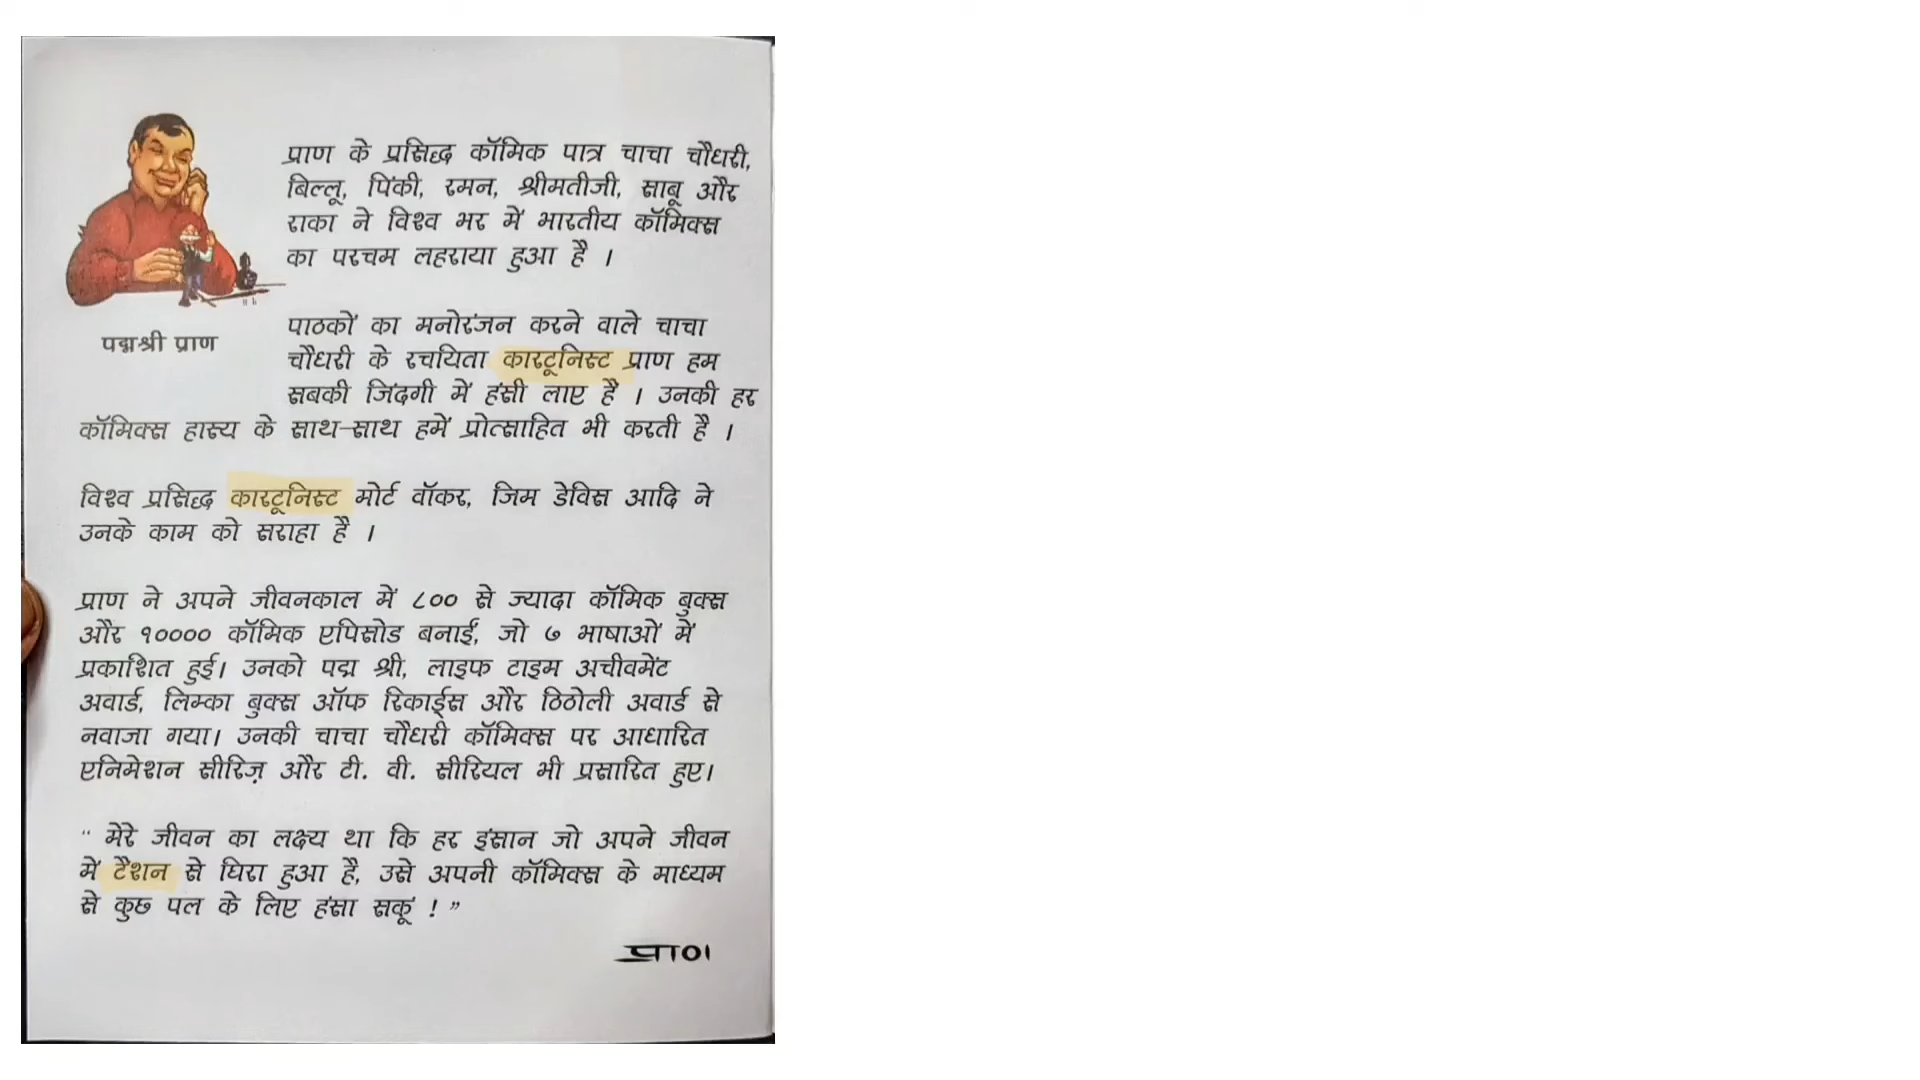 प्राण के प्रसिद्ध कॉमिक पात्र चाचा चौधरी,
बिल्लू, पिंकी, रमन, श्रीमतीजी, साबू और
राका ने विश्व भर में भारतीय कॉमिक्स
का परचम लहराया हुआ है ।
पद्मश्री प्राण
पाठकों का मनोरंजन करने वाले चाचा
चौधरी के रचयिता कारटूनिस्ट प्राण हम
सबकी जिंदगी में हंसी लाए है । उनकी हर
कॉमिक्स हास्य के साथ-साथ हमें प्रोत्साहित भी करती है ।
विश्व प्रसिद्ध कारटूनिस्ट मोर्ट वॉकर, जिम डेविस आदि ने
उनके काम को सराहा है ।
प्राण ने अपने जीवनकाल में ८०० से ज्यादा कॉमिक बुक्स
और १०००० कॉमिक एपिसोड बनाईं, जो ७ भाषाओं में
प्रकाशित हुई। उनको पद्म श्री, लाइफ टाइम अचीवमेंट
अवार्ड, लिम्का बुक्स ऑफ रिकार्ड्स और ठिठोली अवार्ड से
नवाजा गया। उनकी चाचा चौधरी कॉमिक्स पर आधारित
एनिमेशन सीरिज़ और टी. वी. सीरियल भी प्रसारित हुए।
“ मेरे जीवन का लक्ष्य था कि हर इंसान जो अपने जीवन
में टैंशन से घिरा हुआ है, उसे अपनी कॉमिक्स के माध्यम
से कुछ पल के लिए हंसा सकूं ! ”
प्राण